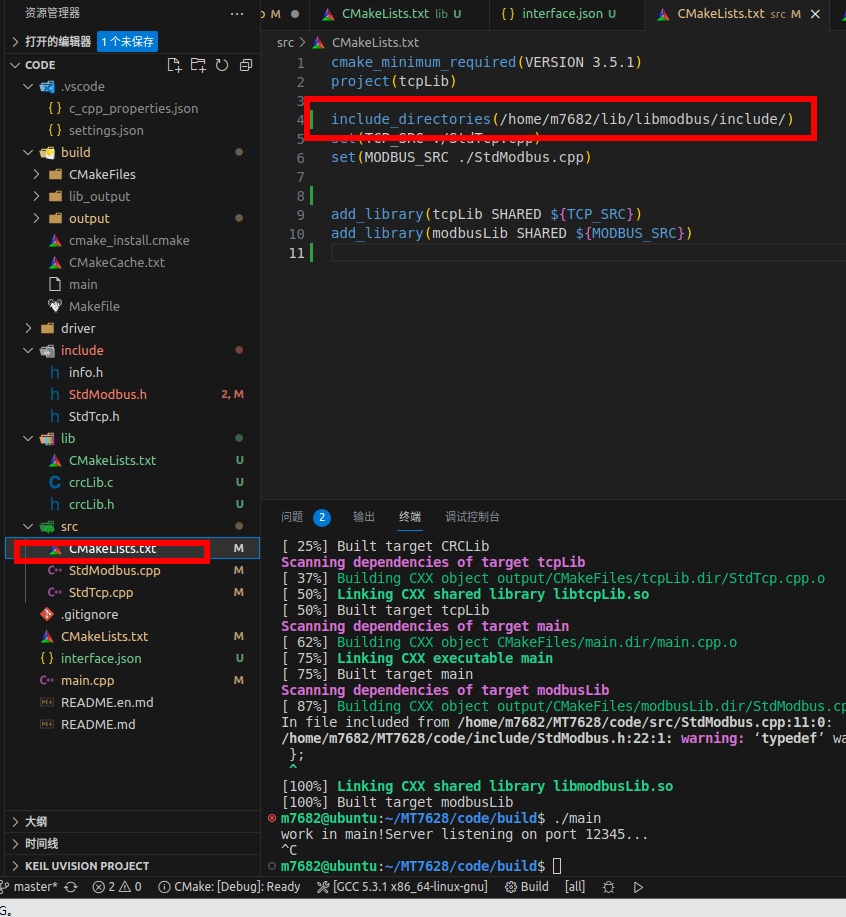 资源管理器
···
p M ●
CMakeLists.txt lib U
{ } interface.json U
CMakeLists.txt src M ×
打开的编辑器 1 个未保存
src > CMakeLists.txt
CODE
.vscode
{ } c_cpp_properties.json
{ } settings.json
build
CMakeFiles
lib_output
output
cmake_install.cmake
CMakeCache.txt
main
Makefile
driver
include
h info.h
h StdModbus.h 2, M
h StdTcp.h
lib
CMakeLists.txt U
C crcLib.c U
h crcLib.h U
src
CMakeLists.txt M
StdModbus.cpp M
StdTcp.cpp M
.gitignore
CMakeLists.txt M
{ } interface.json U
main.cpp M
README.en.md
README.md
大纲
时间线
KEIL UVISION PROJECT
1 cmake_minimum_required(VERSION 3.5.1)
2 project(tcpLib)
3
4 include_directories(/home/m7682/lib/libmodbus/include/)
5 set(TCP_SRC ./StdTcp.cpp)
6 set(MODBUS_SRC ./StdModbus.cpp)
7
8
9 add_library(tcpLib SHARED ${TCP_SRC})
10 add_library(modbusLib SHARED ${MODBUS_SRC})
11
问题 2 输出 终端 调试控制台
[ 25%] Built target CRCLib
Scanning dependencies of target tcpLib
[ 37%] Building CXX object output/CMakeFiles/tcpLib.dir/StdTcp.cpp.o
[ 50%] Linking CXX shared library libtcpLib.so
[ 50%] Built target tcpLib
Scanning dependencies of target main
[ 62%] Building CXX object CMakeFiles/main.dir/main.cpp.o
[ 75%] Linking CXX executable main
[ 75%] Built target main
Scanning dependencies of target modbusLib
[ 87%] Building CXX object output/CMakeFiles/modbusLib.dir/StdModbus.cp
In file included from /home/m7682/MT7628/code/src/StdModbus.cpp:11:0:
/home/m7682/MT7628/code/include/StdModbus.h:22:1: warning: ‘typedef’ wa
};
^
[100%] Linking CXX shared library libmodbusLib.so
[100%] Built target modbusLib
m7682@ubuntu:~/MT7628/code/build$ ./main
work in main!Server listening on port 12345...
^C
m7682@ubuntu:~/MT7628/code/build$
master* 2 0 CMake: [Debug]: Ready [GCC 5.3.1 x86_64-linux-gnu] Build [all]
G。